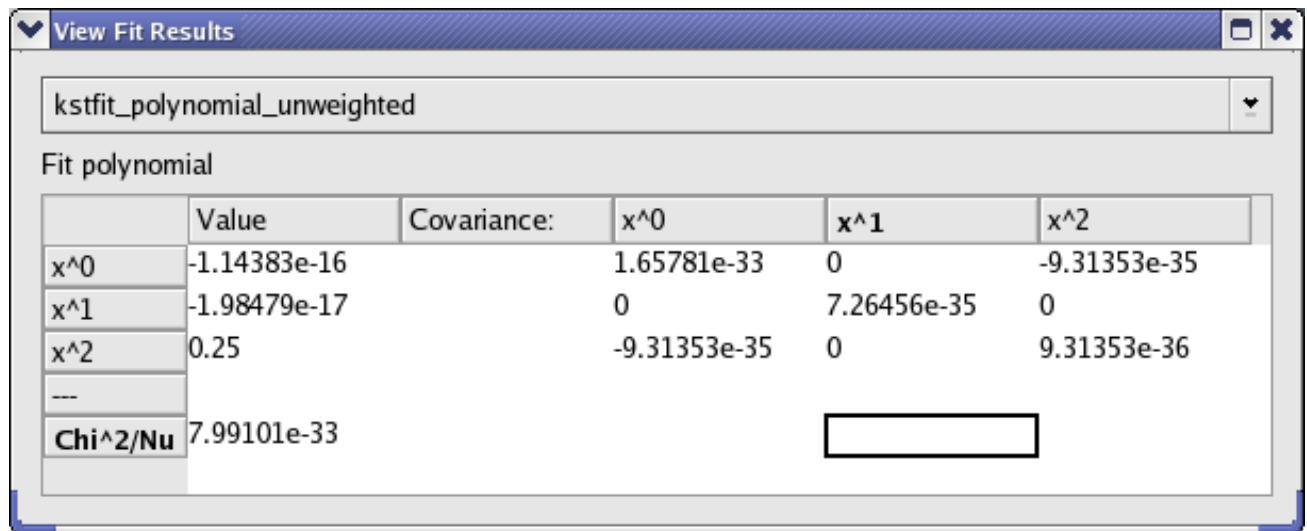 View Fit Results
kstfit_polynomial_unweighted
Fit polynomial
Value Covariance: x^0 x^1 x^2
x^0 -1.14383e-16 1.65781e-33 0 -9.31353e-35
x^1 -1.98479e-17 0 7.26456e-35 0
x^2 0.25 -9.31353e-35 0 9.31353e-36
---
Chi^2/Nu 7.99101e-33